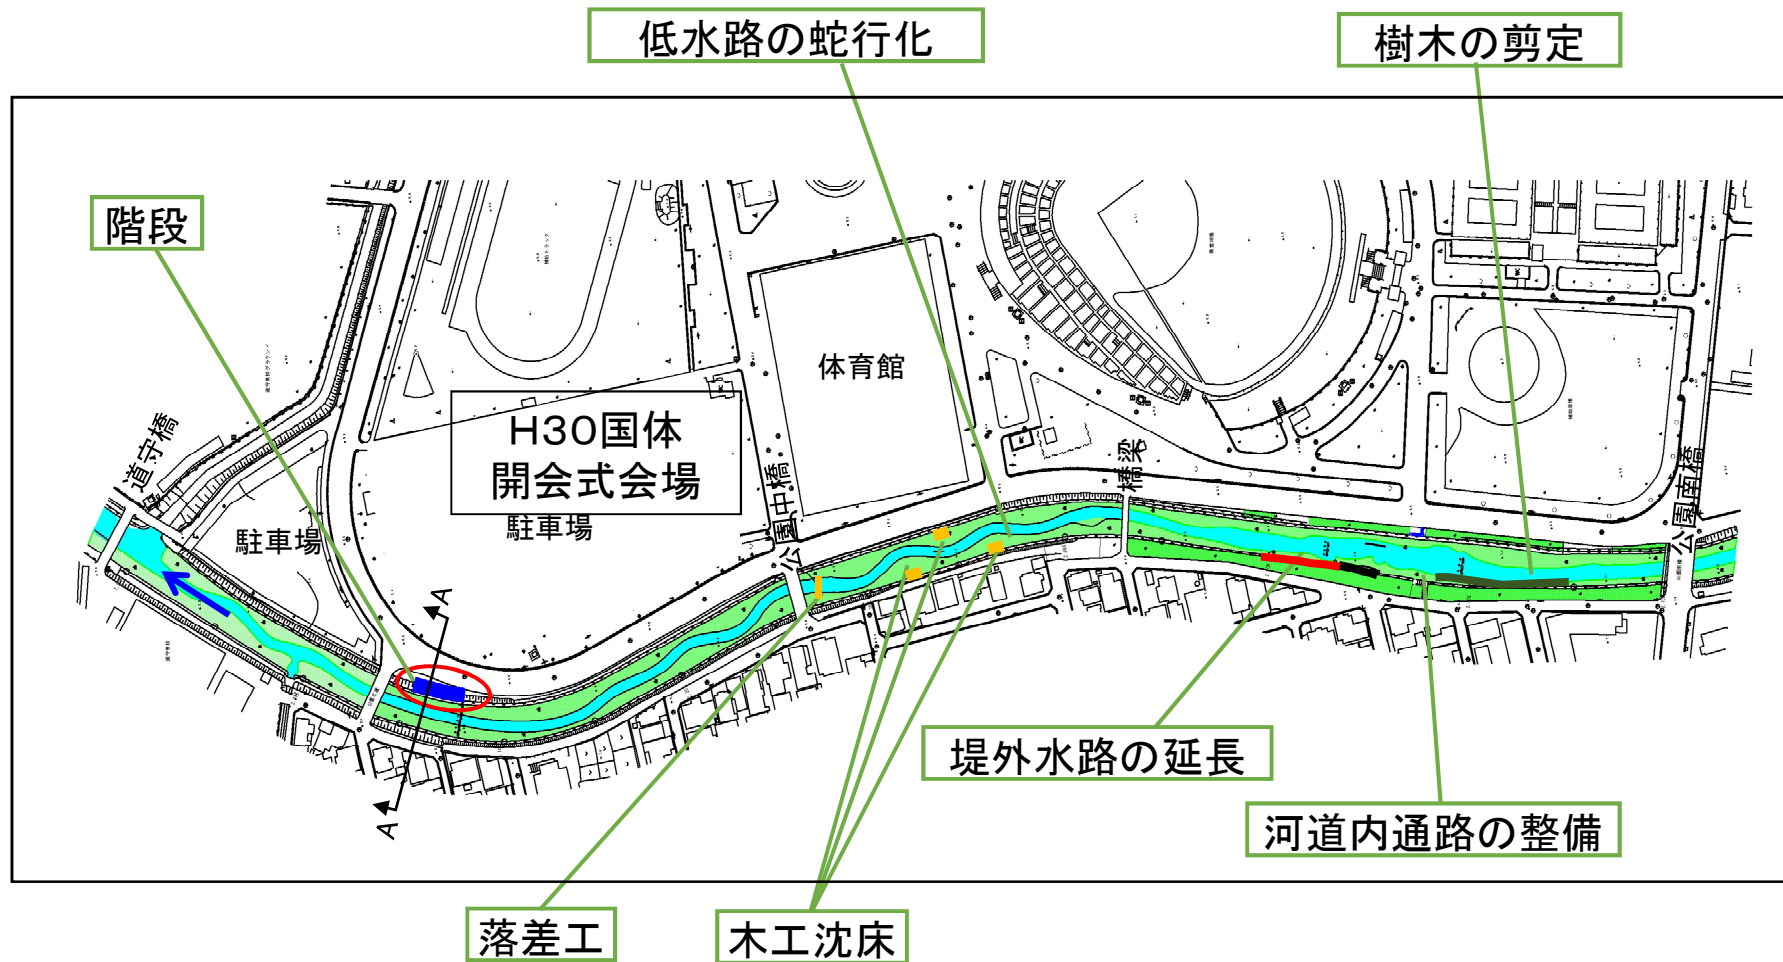 低水路の蛇行化
樹木の剪定
階段
体育館
H30国体
開会式会場
駐車場
道守橋
駐車場
公園中橋
橋梁
公園南橋
A
A
堤外水路の延長
河道内通路の整備
落差工
木工沈床